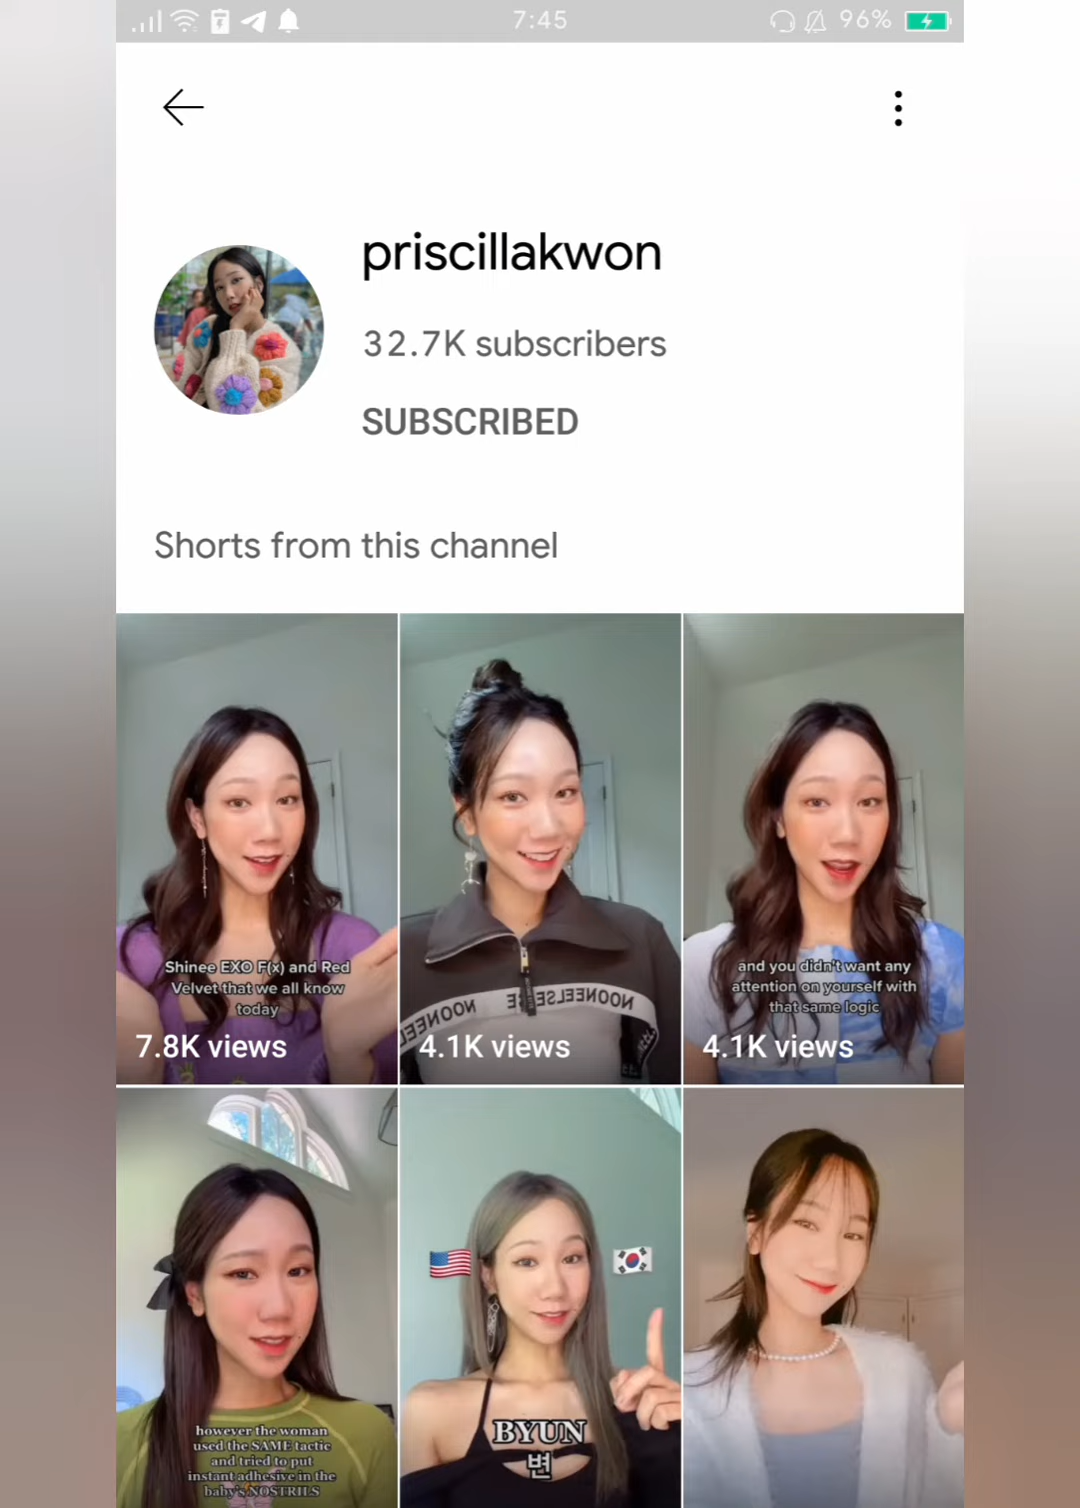 7:45
96%
priscillakwon
32.7K subscribers
SUBSCRIBED
Shorts from this channel
Shinee EXO F(x) and Red
Velvet that we all know
today
7.8K views
NOONEELSE
NOONEELSE
4.1K views
and you didn't want any
attention on yourself with
that same logic
4.1K views
however the woman
used the SAME tactic
and tried to put
instant adhesive in the
baby's NOSTRILS
BYUN
변